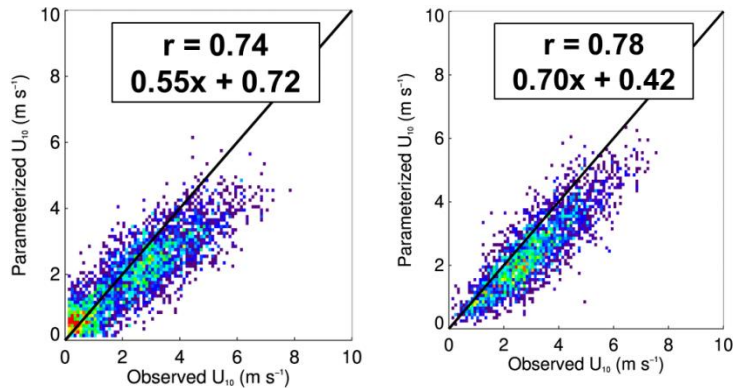 10
8
6
4
2
0
Parameterized U₁₀ (m s⁻¹)
r = 0.74
0.55x + 0.72
0 2 4 6 8 10
Observed U₁₀ (m s⁻¹)
10
8
6
4
2
0
Parameterized U₁₀ (m s⁻¹)
r = 0.78
0.70x + 0.42
0 2 4 6 8 10
Observed U₁₀ (m s⁻¹)